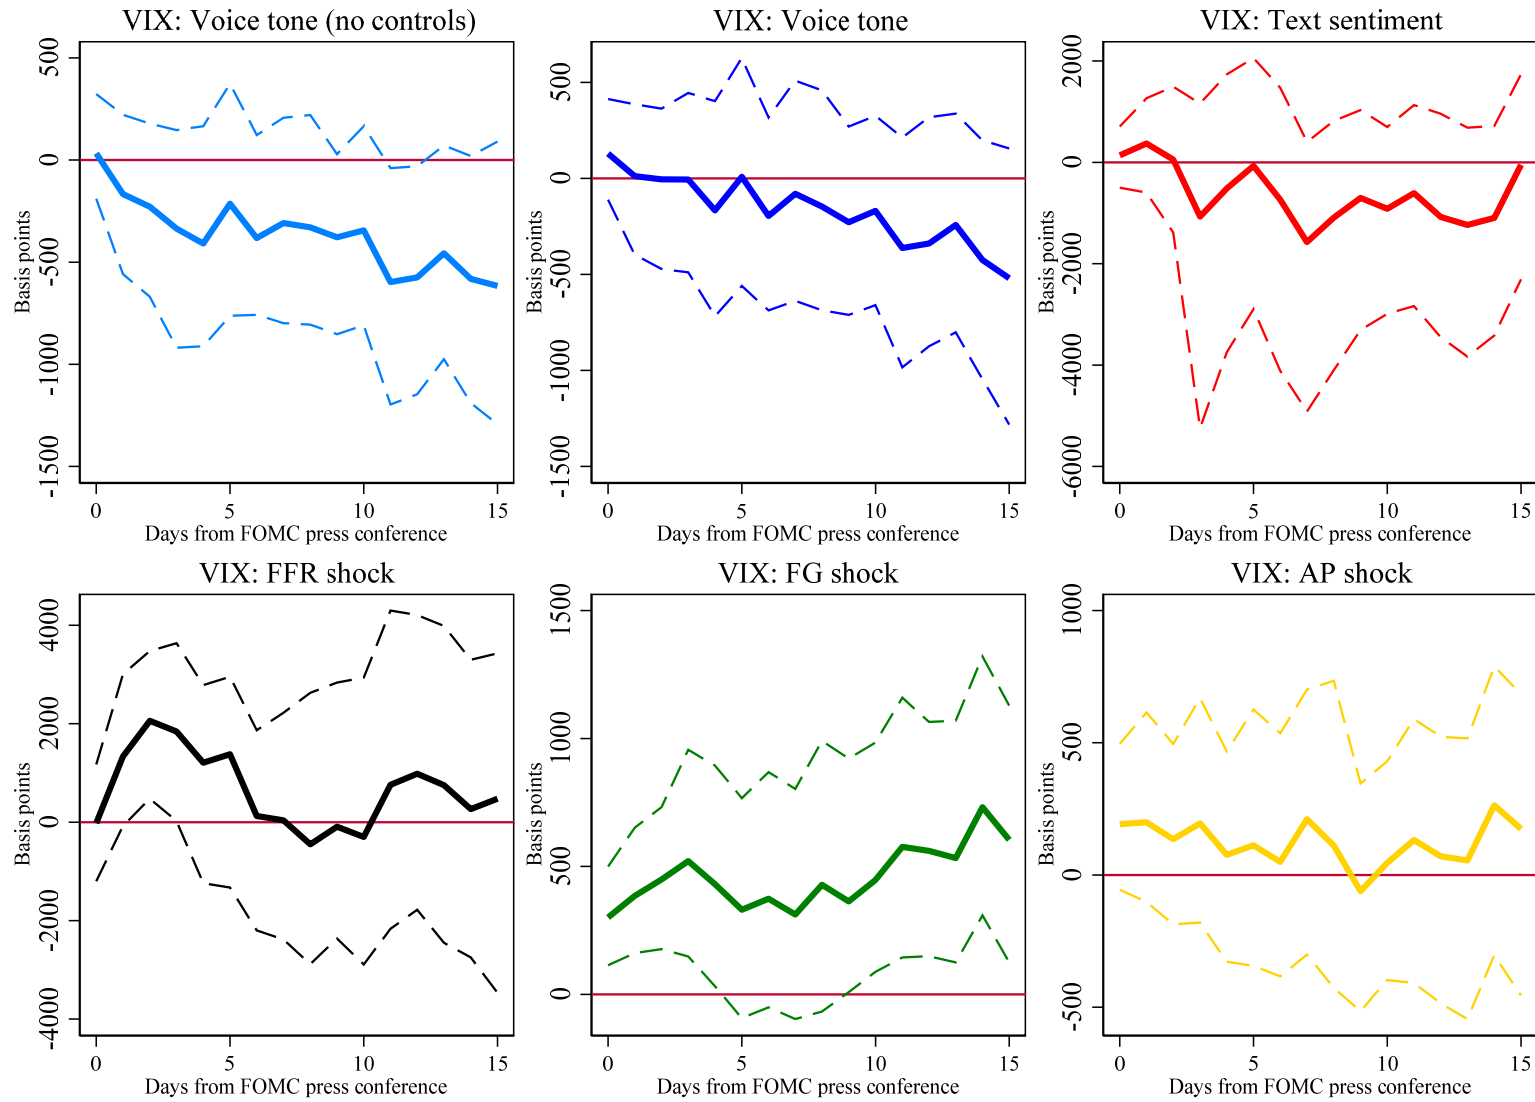 VIX: Voice tone (no controls)
500
0
-500
-1000
-1500
Basis points
0 5 10 15
Days from FOMC press conference
VIX: Voice tone
500
0
-500
-1000
-1500
Basis points
0 5 10 15
Days from FOMC press conference
VIX: Text sentiment
2000
0
-2000
-4000
-6000
Basis points
0 5 10 15
Days from FOMC press conference
VIX: FFR shock
4000
2000
0
-2000
-4000
Basis points
0 5 10 15
Days from FOMC press conference
VIX: FG shock
1500
1000
500
0
Basis points
0 5 10 15
Days from FOMC press conference
VIX: AP shock
1000
500
0
-500
Basis points
0 5 10 15
Days from FOMC press conference